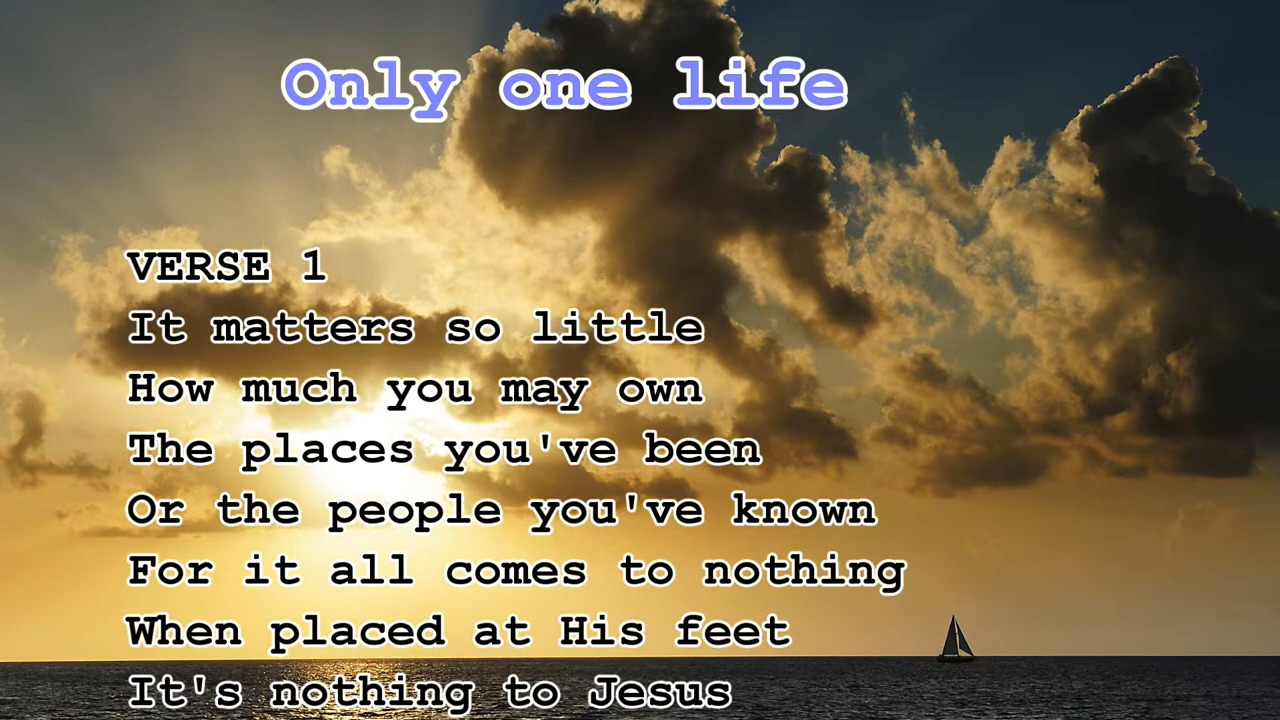 Only one life
VERSE 1
It matters so little
How much you may own
The places you've been
Or the people you've known
For it all comes to nothing
When placed at His feet
It's nothing to Jesus